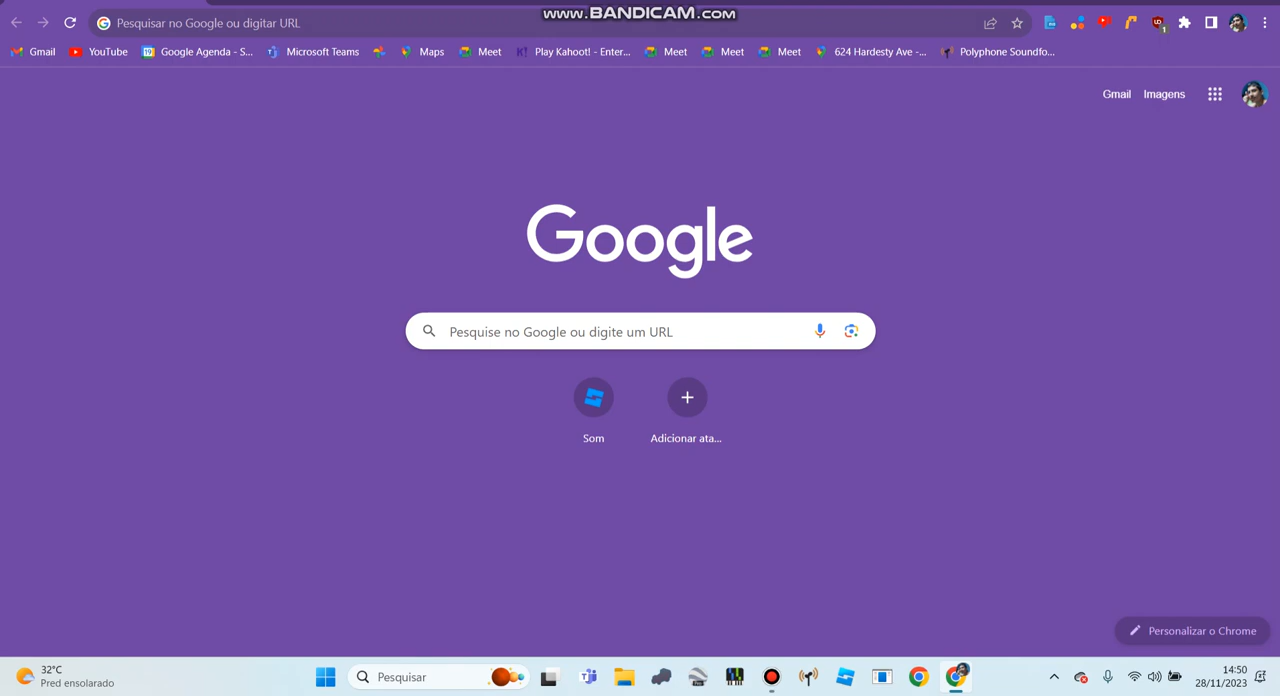 www.BANDICAM.com
Pesquisar no Google ou digitar URL
1
Gmail YouTube 19 Google Agenda - S... Microsoft Teams Maps Meet K! Play Kahoot! - Enter... Meet Meet Meet 624 Hardesty Ave -... Polyphone Soundfo...
Gmail Imagens
Google
Pesquise no Google ou digite um URL
Som Adicionar ata...
Personalizar o Chrome
32°C
Pred ensolarado
Pesquisar
14:50
28/11/2023